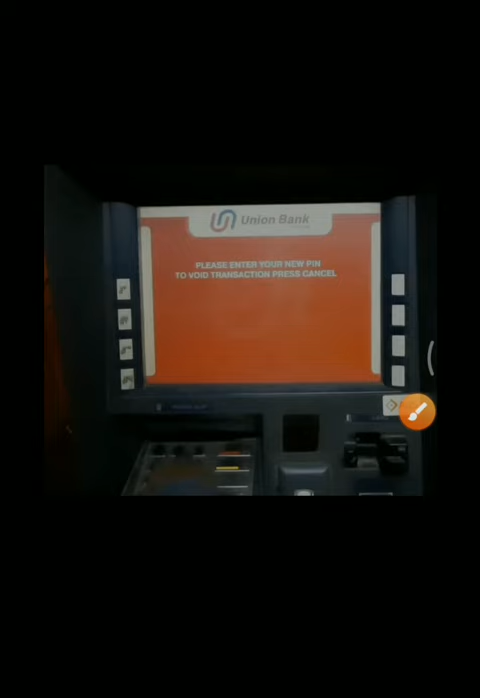 Union Bank
PLEASE ENTER YOUR NEW PIN
TO VOID TRANSACTION PRESS CANCEL